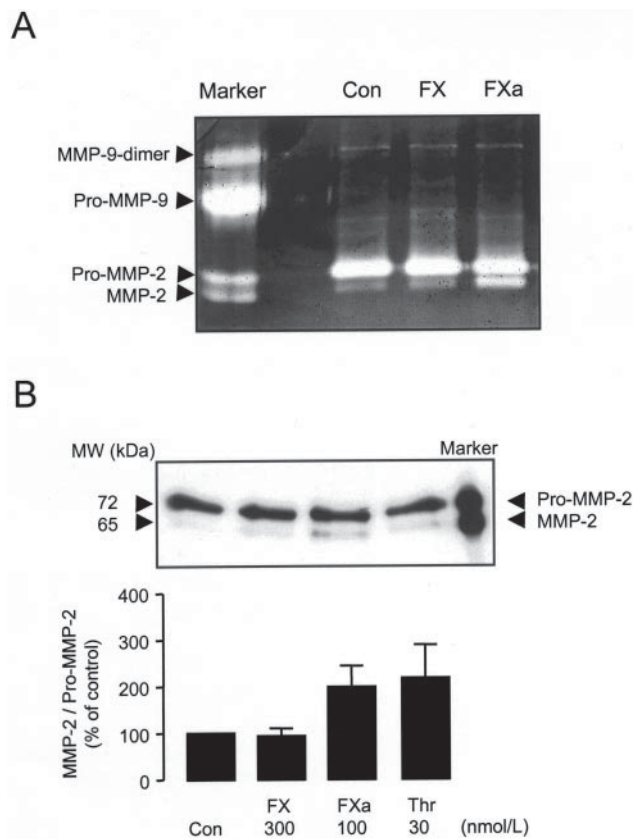 A
Marker Con FX FXa
MMP-9-dimer
Pro-MMP-9
Pro-MMP-2
MMP-2
B
MW (kDa) Marker
72 Pro-MMP-2
65 MMP-2
MMP-2 / Pro-MMP-2
(% of control)
400
300
200
100
0
Con FX FXa Thr
300 100 30 (nmol/L)